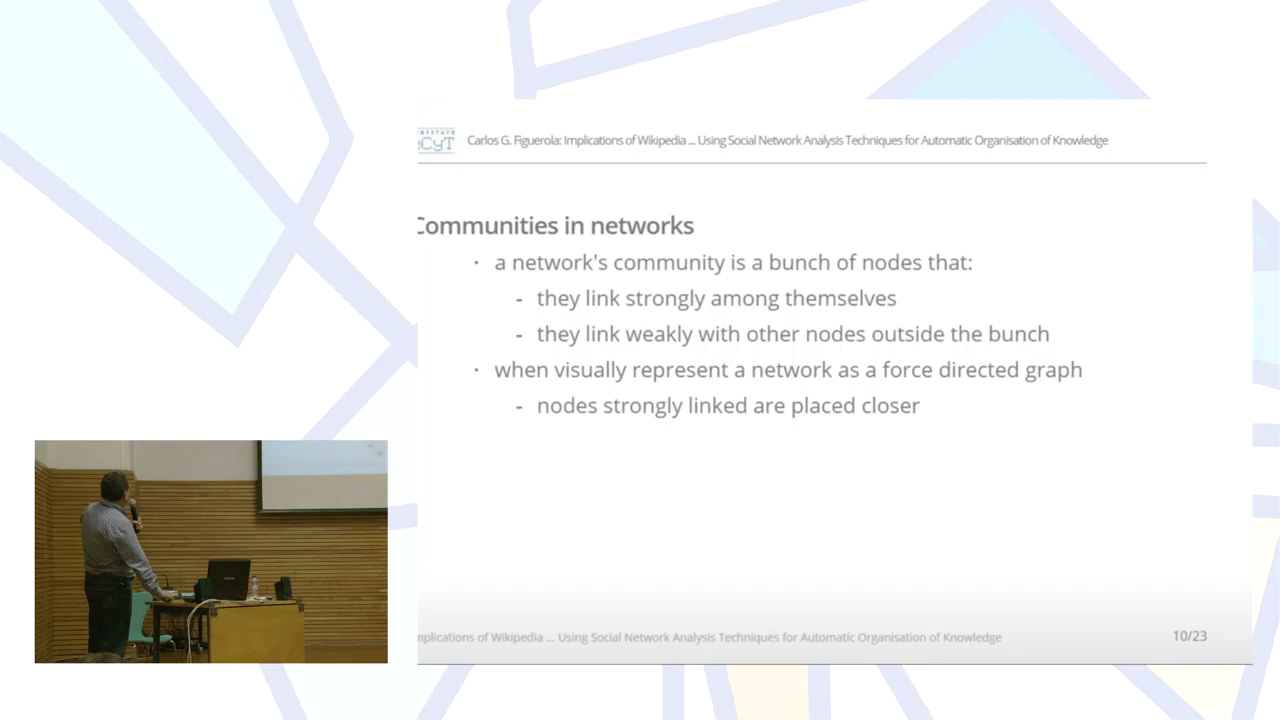 eCyT Carlos G. Figuerola: Implications of Wikipedia ... Using Social Network Analysis Techniques for Automatic Organisation of Knowledge
Communities in networks
· a network's community is a bunch of nodes that:
- they link strongly among themselves
- they link weakly with other nodes outside the bunch
· when visually represent a network as a force directed graph
- nodes strongly linked are placed closer
mplications of Wikipedia ... Using Social Network Analysis Techniques for Automatic Organisation of Knowledge 10/23